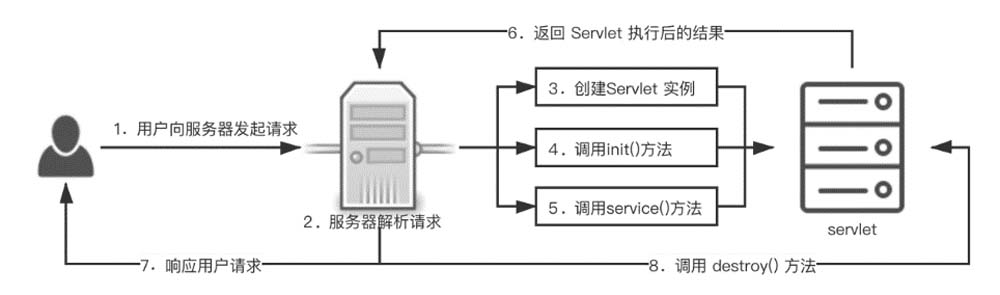 6．返回 Servlet 执行后的结果
3．创建Servlet 实例
1．用户向服务器发起请求
4．调用init()方法
5．调用service()方法
2．服务器解析请求
servlet
7．响应用户请求
8．调用 destroy() 方法